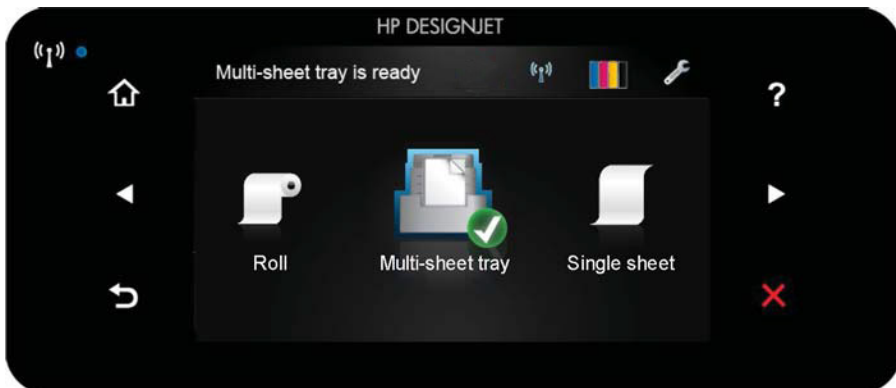 HP DESIGNJET
Multi-sheet tray is ready
?
Roll
Multi-sheet tray
Single sheet